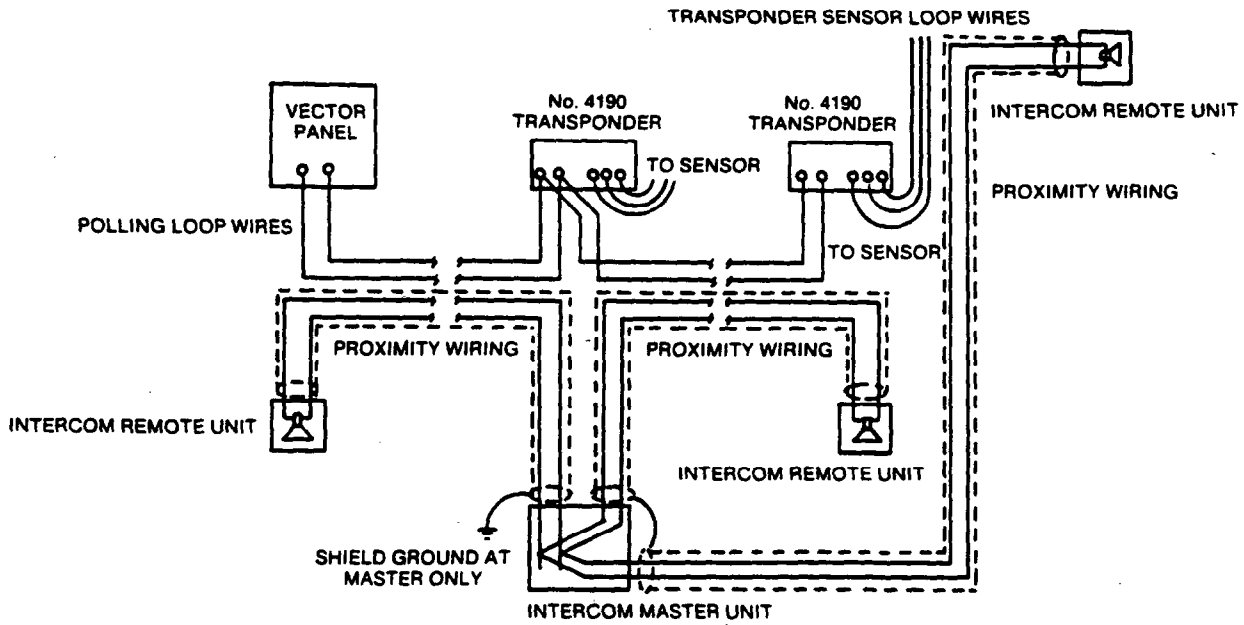 TRANSPONDER SENSOR LOOP WIRES
VECTOR
PANEL
No. 4190
TRANSPONDER
No. 4190
TRANSPONDER
INTERCOM REMOTE UNIT
TO SENSOR
PROXIMITY WIRING
POLLING LOOP WIRES
TO SENSOR
PROXIMITY WIRING
PROXIMITY WIRING
INTERCOM REMOTE UNIT
INTERCOM REMOTE UNIT
SHIELD GROUND AT
MASTER ONLY
INTERCOM MASTER UNIT